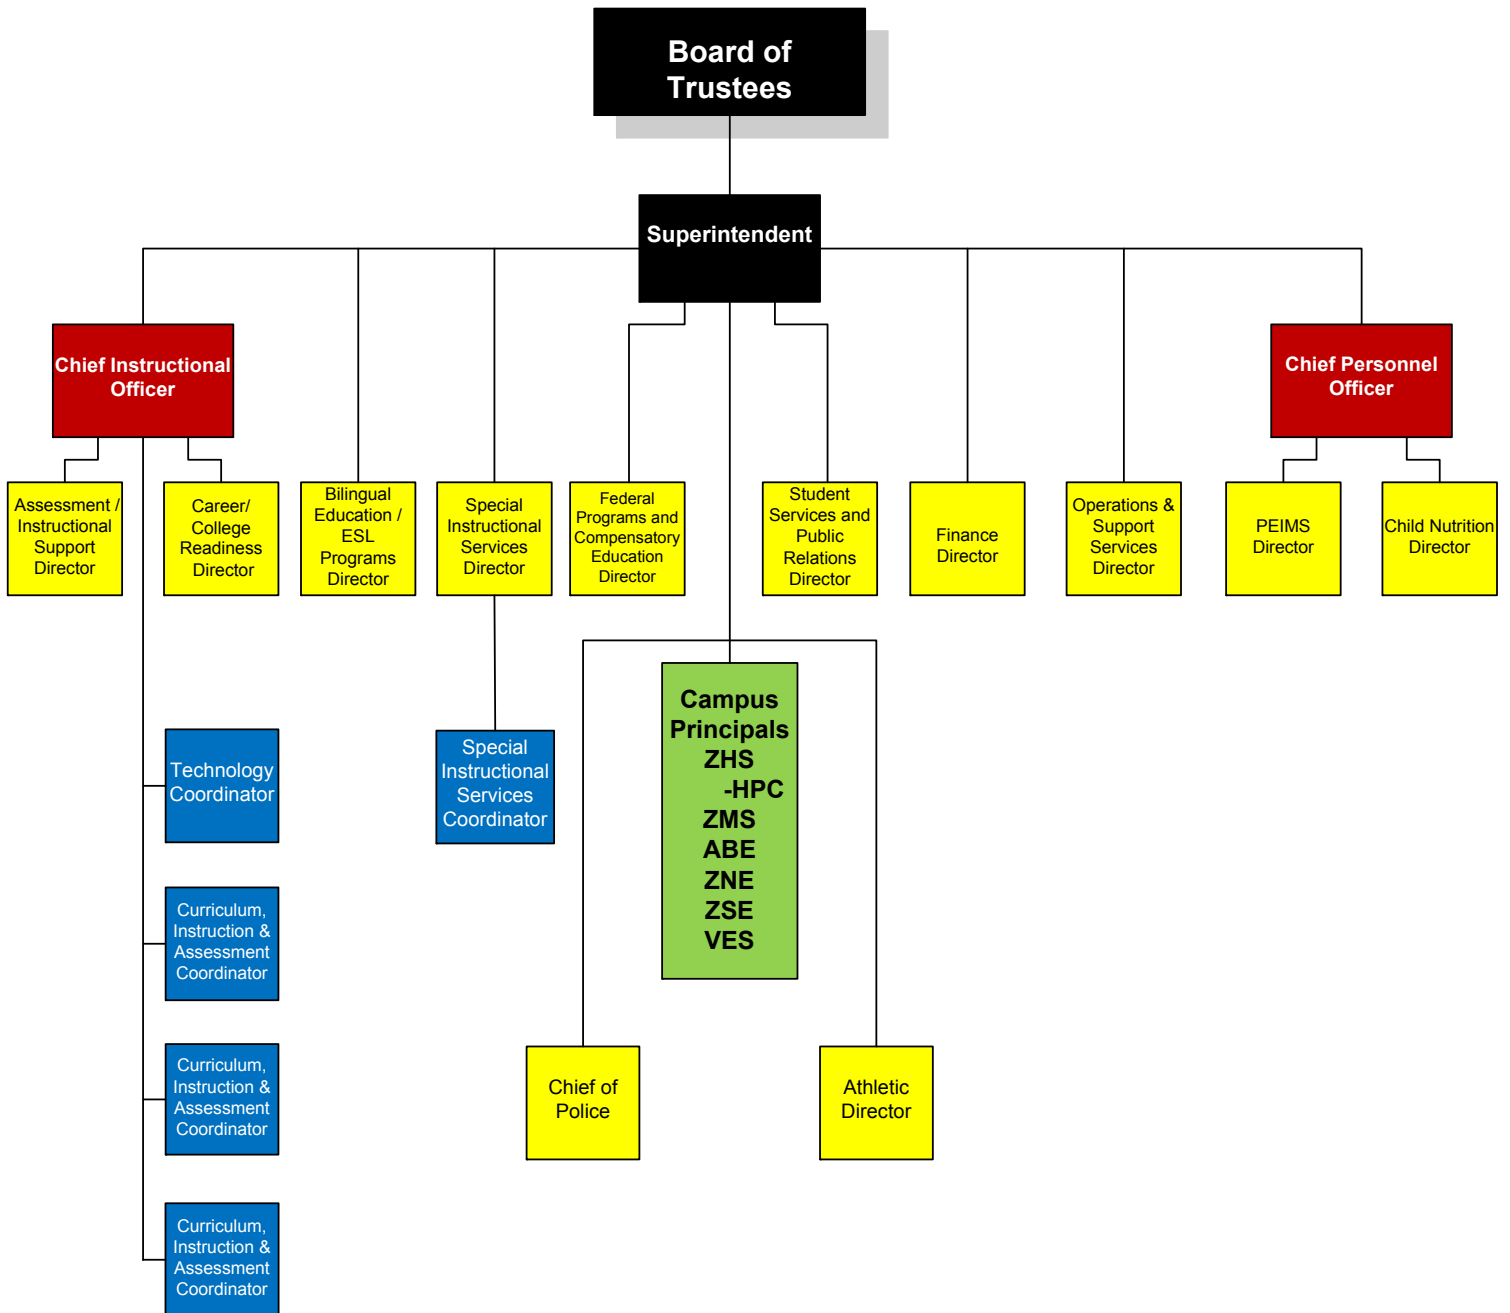 Board of
Trustees
Superintendent
Chief Instructional
Officer
Chief Personnel
Officer
Assessment /
Instructional
Support
Director
Career/
College
Readiness
Director
Bilingual
Education /
ESL
Programs
Director
Special
Instructional
Services
Director
Federal
Programs and
Compensatory
Education
Director
Student
Services and
Public
Relations
Director
Finance
Director
Operations &
Support
Services
Director
PEIMS
Director
Child Nutrition
Director
Technology
Coordinator
Special
Instructional
Services
Coordinator
Campus
Principals
ZHS
-HPC
ZMS
ABE
ZNE
ZSE
VES
Curriculum,
Instruction &
Assessment
Coordinator
Curriculum,
Instruction &
Assessment
Coordinator
Chief of
Police
Athletic
Director
Curriculum,
Instruction &
Assessment
Coordinator